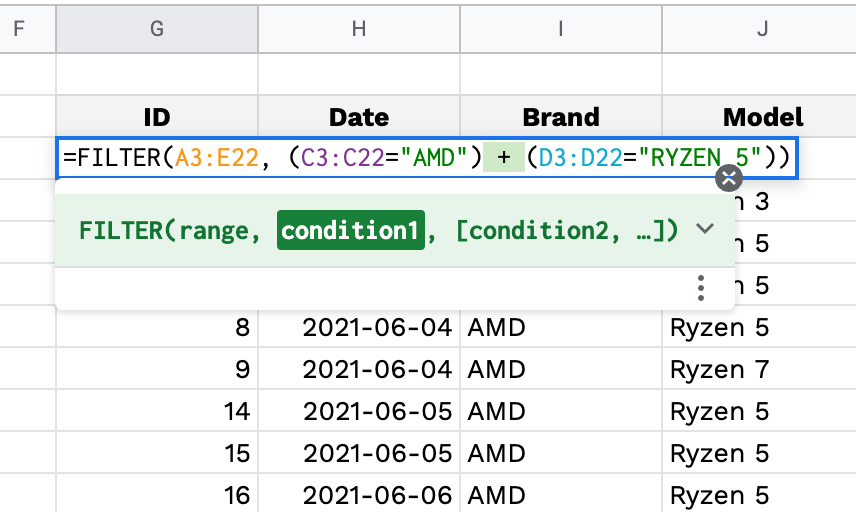 F G H I J
ID Date Brand Model
=FILTER(A3:E22, (C3:C22="AMD") + (D3:D22="RYZEN 5"))
n 3
FILTER(range, condition1, [condition2, …])
n 5
n 5
8 2021-06-04 AMD Ryzen 5
9 2021-06-04 AMD Ryzen 7
14 2021-06-05 AMD Ryzen 5
15 2021-06-05 AMD Ryzen 5
16 2021-06-06 AMD Ryzen 5